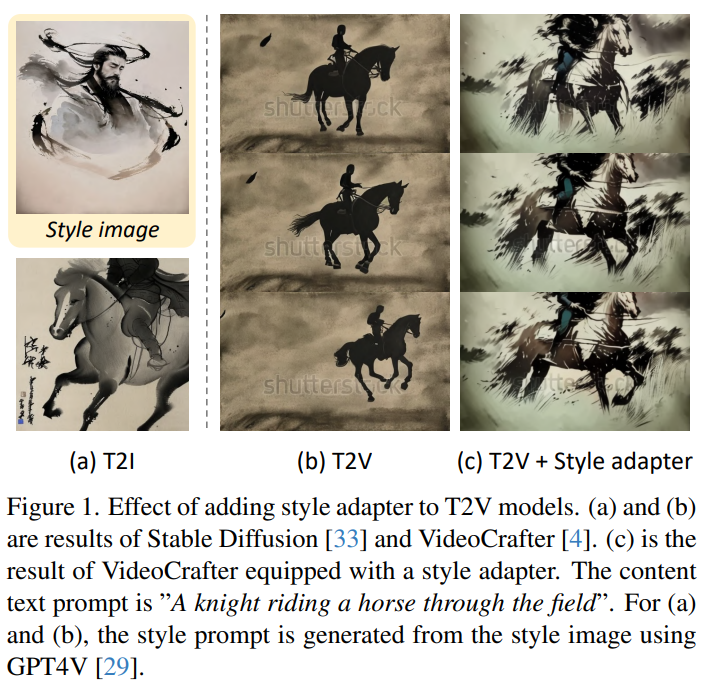 Style image
shutterstock
shutterstock
shutterstock
(a) T2I
(b) T2V
(c) T2V + Style adapter
Figure 1. Effect of adding style adapter to T2V models. (a) and (b)
are results of Stable Diffusion [33] and VideoCrafter [4]. (c) is the
result of VideoCrafter equipped with a style adapter. The content
text prompt is ”A knight riding a horse through the field”. For (a)
and (b), the style prompt is generated from the style image using
GPT4V [29].